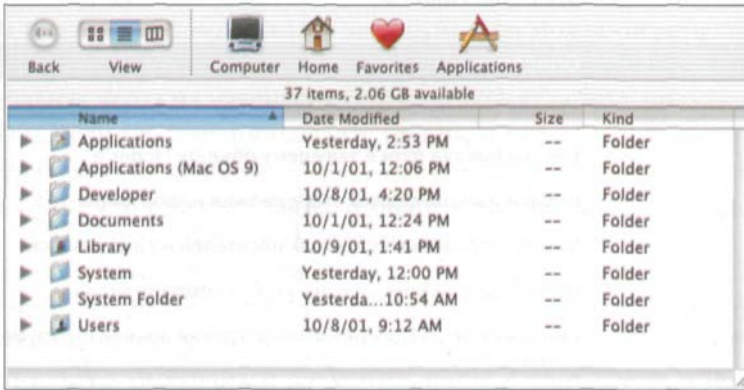 Back View Computer Home Favorites Applications
37 items, 2.06 GB available
Name Date Modified Size Kind
Applications Yesterday, 2:53 PM -- Folder
Applications (Mac OS 9) 10/1/01, 12:06 PM -- Folder
Developer 10/8/01, 4:20 PM -- Folder
Documents 10/1/01, 12:24 PM -- Folder
Library 10/9/01, 1:41 PM -- Folder
System Yesterday, 12:00 PM -- Folder
System Folder Yesterda...10:54 AM -- Folder
Users 10/8/01, 9:12 AM -- Folder